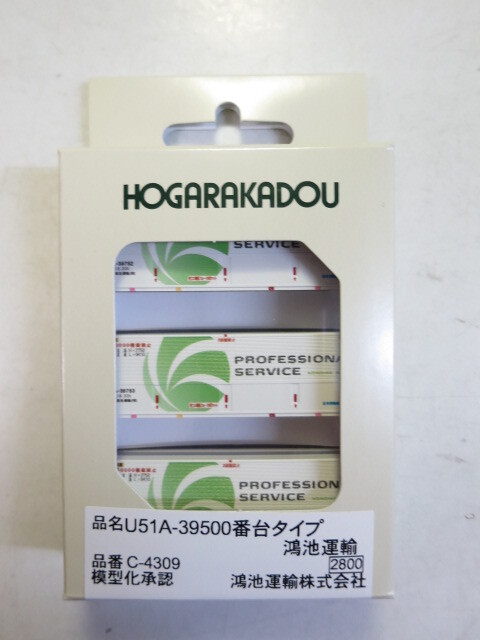 HOGARAKADOU
SERVICE
PROFESSIONA
SERVICE
PROFESSIONA
SERVICE
品名U51A-39500番台タイプ
鴻池運輸
品番 C-4309
2800
模型化承認
鴻池運輸株式会社